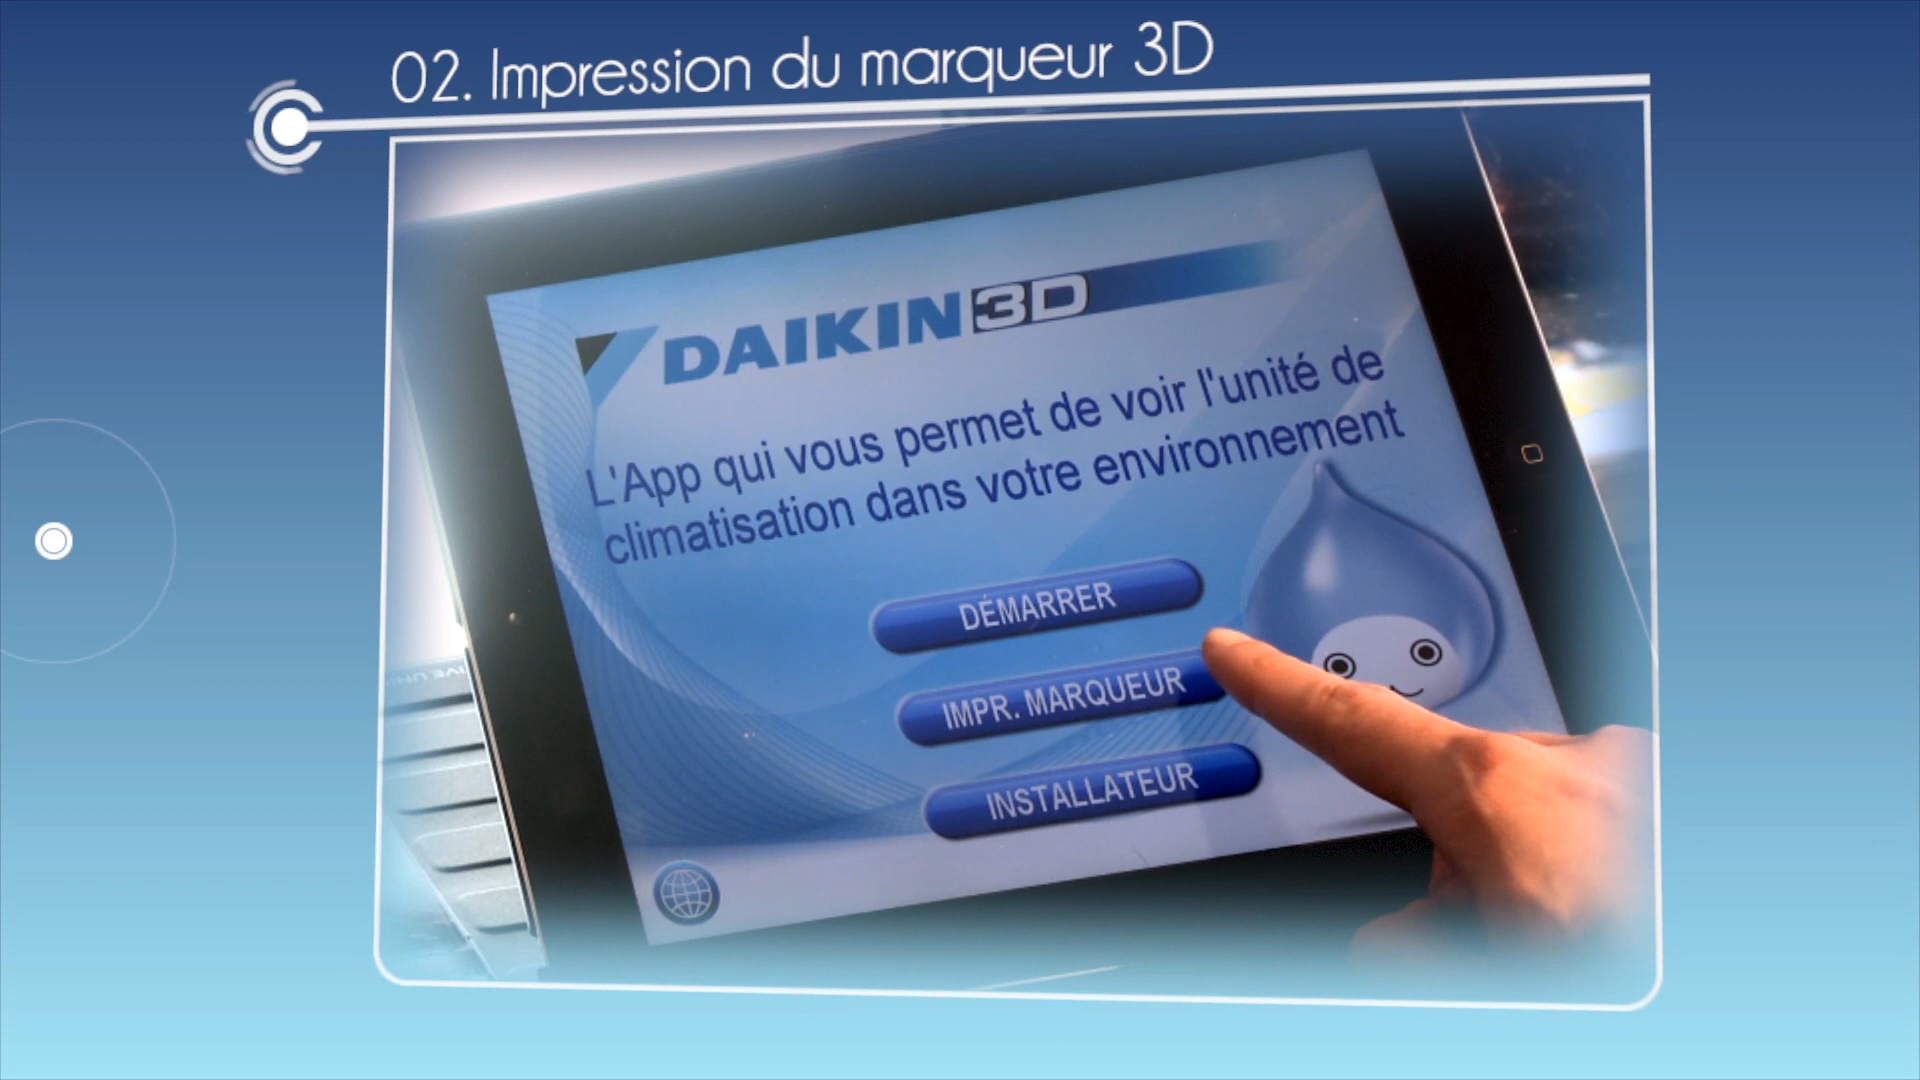 02. Impression du marqueur 3D
DAIKIN 3D
L'App qui vous permet de voir l'unité de
climatisation dans votre environnement
DÉMARRER
IMPR. MARQUEUR
INSTALLATEUR